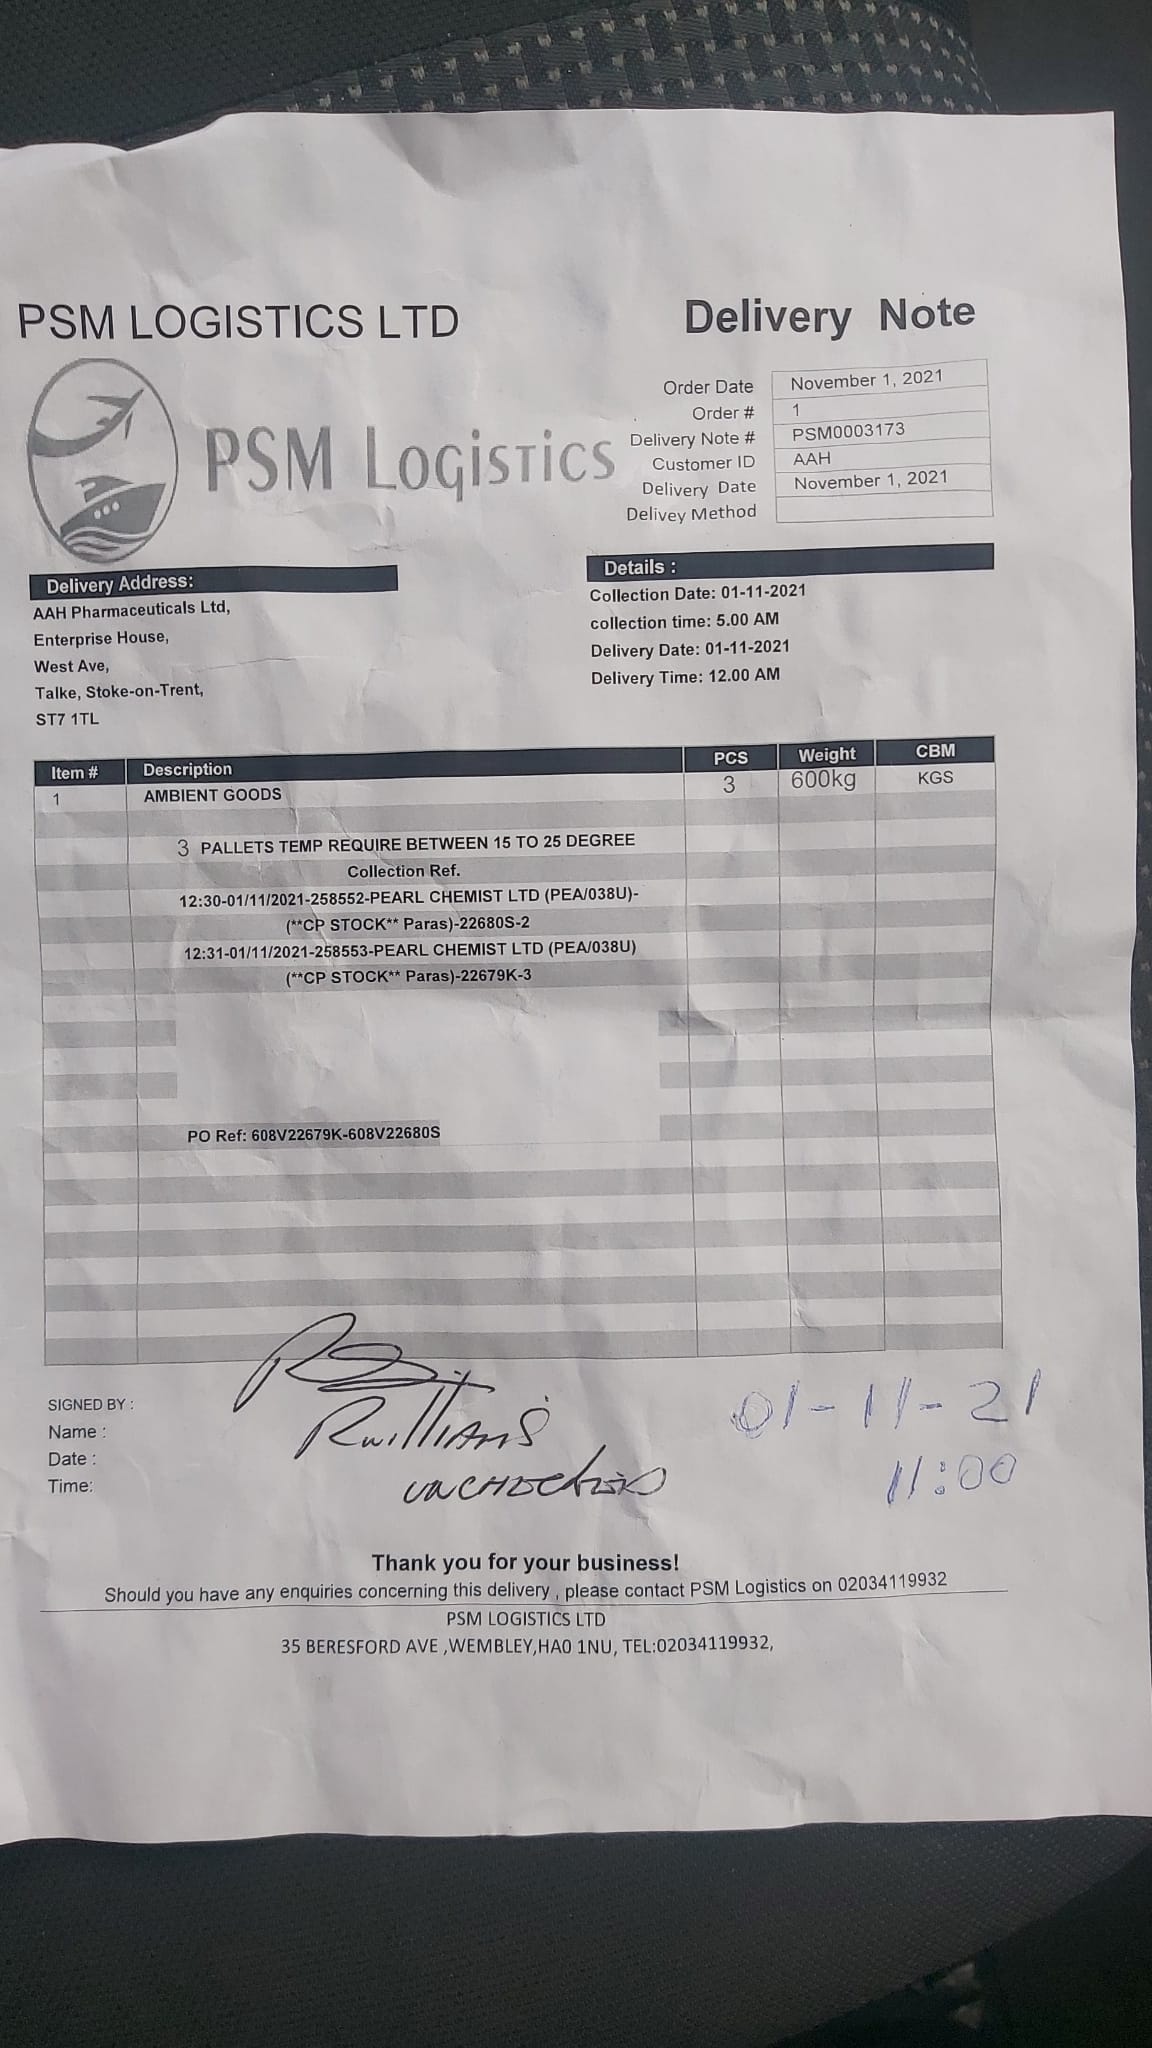 PSM LOGISTICS LTD
Delivery Note
PSM Logistics
Order Date November 1, 2021
Order # 1
Delivery Note # PSM0003173
Customer ID AAH
Delivery Date November 1, 2021
Delivey Method
Delivery Address:
AAH Pharmaceuticals Ltd,
Enterprise House,
West Ave,
Talke, Stoke-on-Trent,
ST7 1TL
Details :
Collection Date: 01-11-2021
collection time: 5.00 AM
Delivery Date: 01-11-2021
Delivery Time: 12.00 AM
Item # Description PCS Weight CBM
1 AMBIENT GOODS 3 600kg KGS
3 PALLETS TEMP REQUIRE BETWEEN 15 TO 25 DEGREE
Collection Ref.
12:30-01/11/2021-258552-PEARL CHEMIST LTD (PEA/038U)-
(**CP STOCK** Paras)-22680S-2
12:31-01/11/2021-258553-PEARL CHEMIST LTD (PEA/038U)
(**CP STOCK** Paras)-22679K-3
PO Ref: 608V22679K-608V22680S
SIGNED BY :
Name : RWilliams 01-11-21
Date :
Time: 11:00
Thank you for your business!
Should you have any enquiries concerning this delivery , please contact PSM Logistics on 02034119932
PSM LOGISTICS LTD
35 BERESFORD AVE ,WEMBLEY,HA0 1NU, TEL:02034119932,